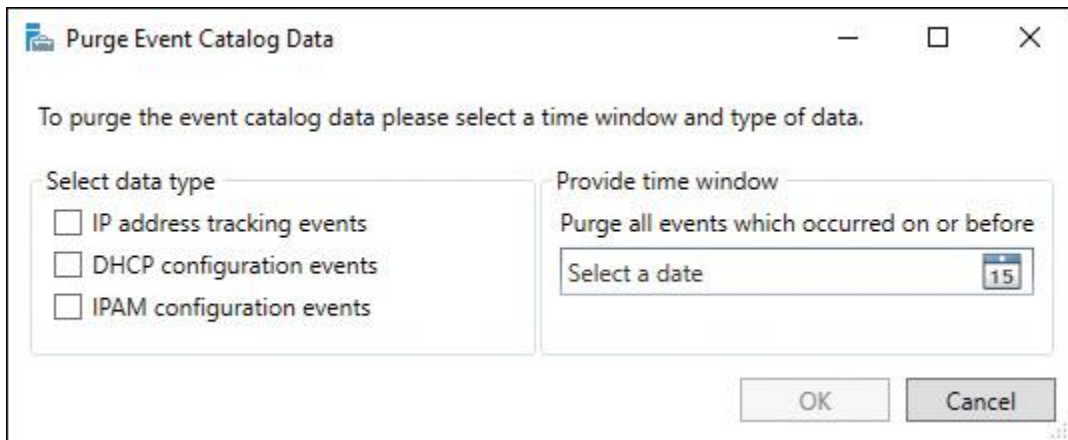 Purge Event Catalog Data
To purge the event catalog data please select a time window and type of data.
Select data type
IP address tracking events
DHCP configuration events
IPAM configuration events
Provide time window
Purge all events which occurred on or before
Select a date
15
OK
Cancel